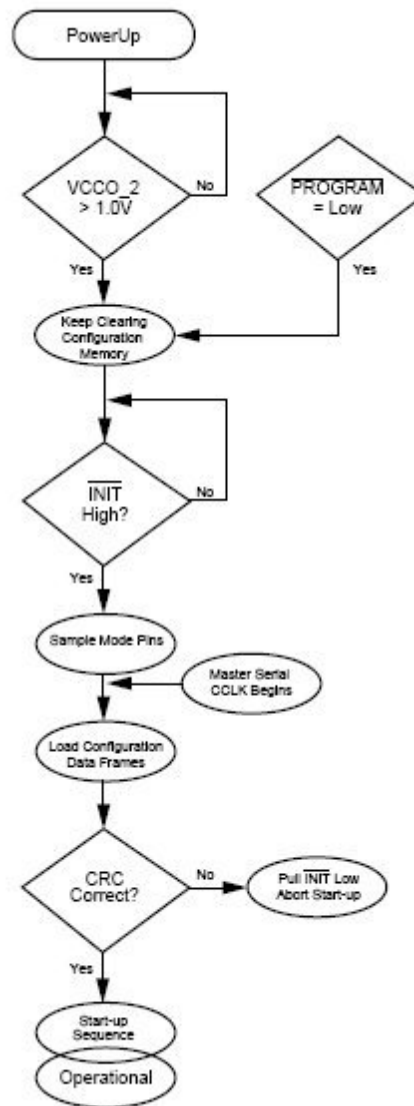 PowerUp
VCCO_2
> 1.0V
No
Yes
PROGRAM
= Low
Yes
Keep Clearing
Configuration
Memory
INIT
High?
No
Yes
Sample Mode Pins
Master Serial
CCLK Begins
Load Configuration
Data Frames
CRC
Correct?
No
Pull INIT Low
Abort Start-up
Yes
Start-up
Sequence
Operational